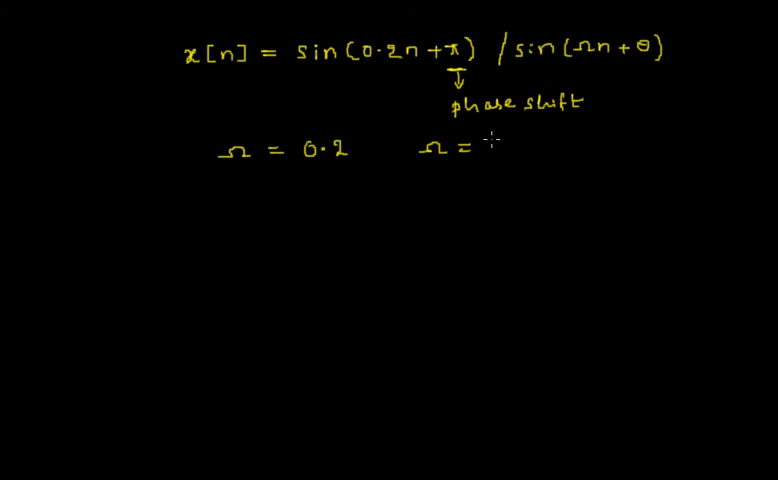 x[n] = sin(0.2n + π) / sin(Ωn + θ)
phase shift
Ω = 0.2 Ω =